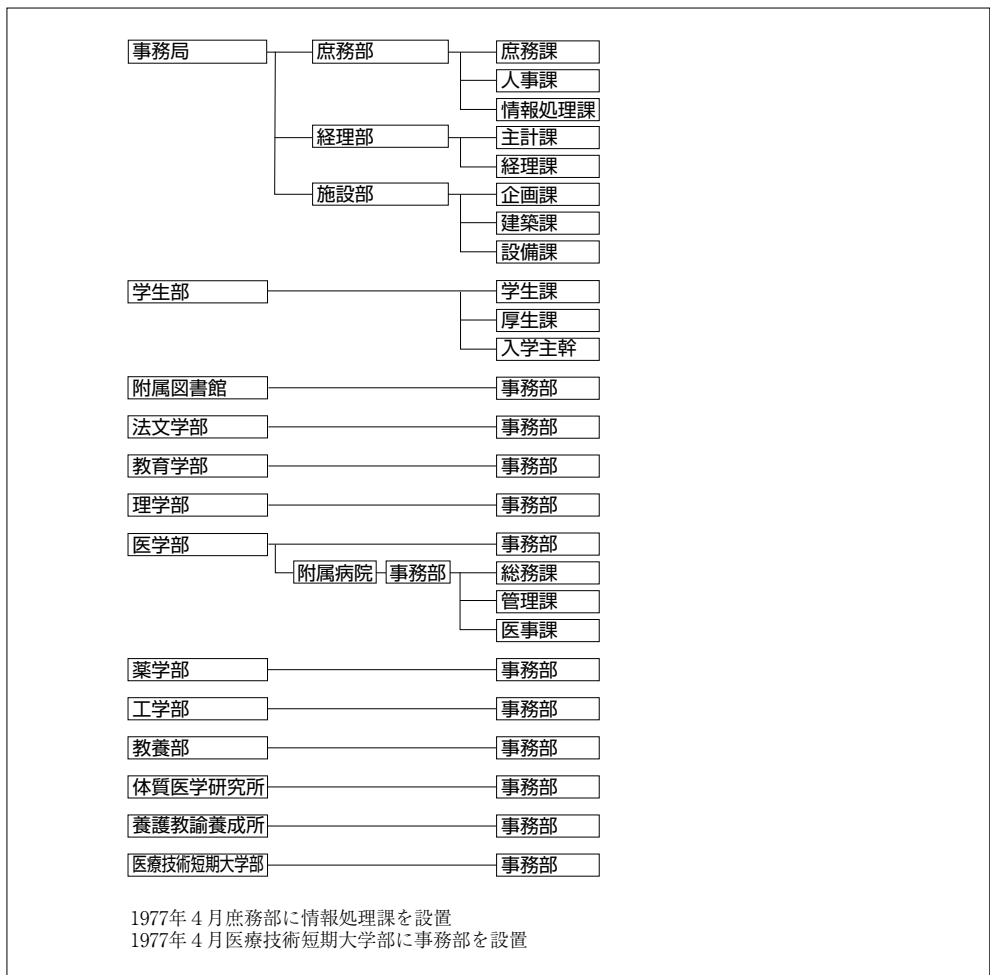 事務局 庶務部 庶務課
人事課
情報処理課
経理部 主計課
経理課
施設部 企画課
建築課
設備課
学生部 学生課
厚生課
入学主幹
附属図書館 事務部
法文学部 事務部
教育学部 事務部
理学部 事務部
医学部 事務部
附属病院 事務部 総務課
管理課
医事課
薬学部 事務部
工学部 事務部
教養部 事務部
体質医学研究所 事務部
養護教諭養成所 事務部
医療技術短期大学部 事務部
1977年4月庶務部に情報処理課を設置
1977年4月医療技術短期大学部に事務部を設置